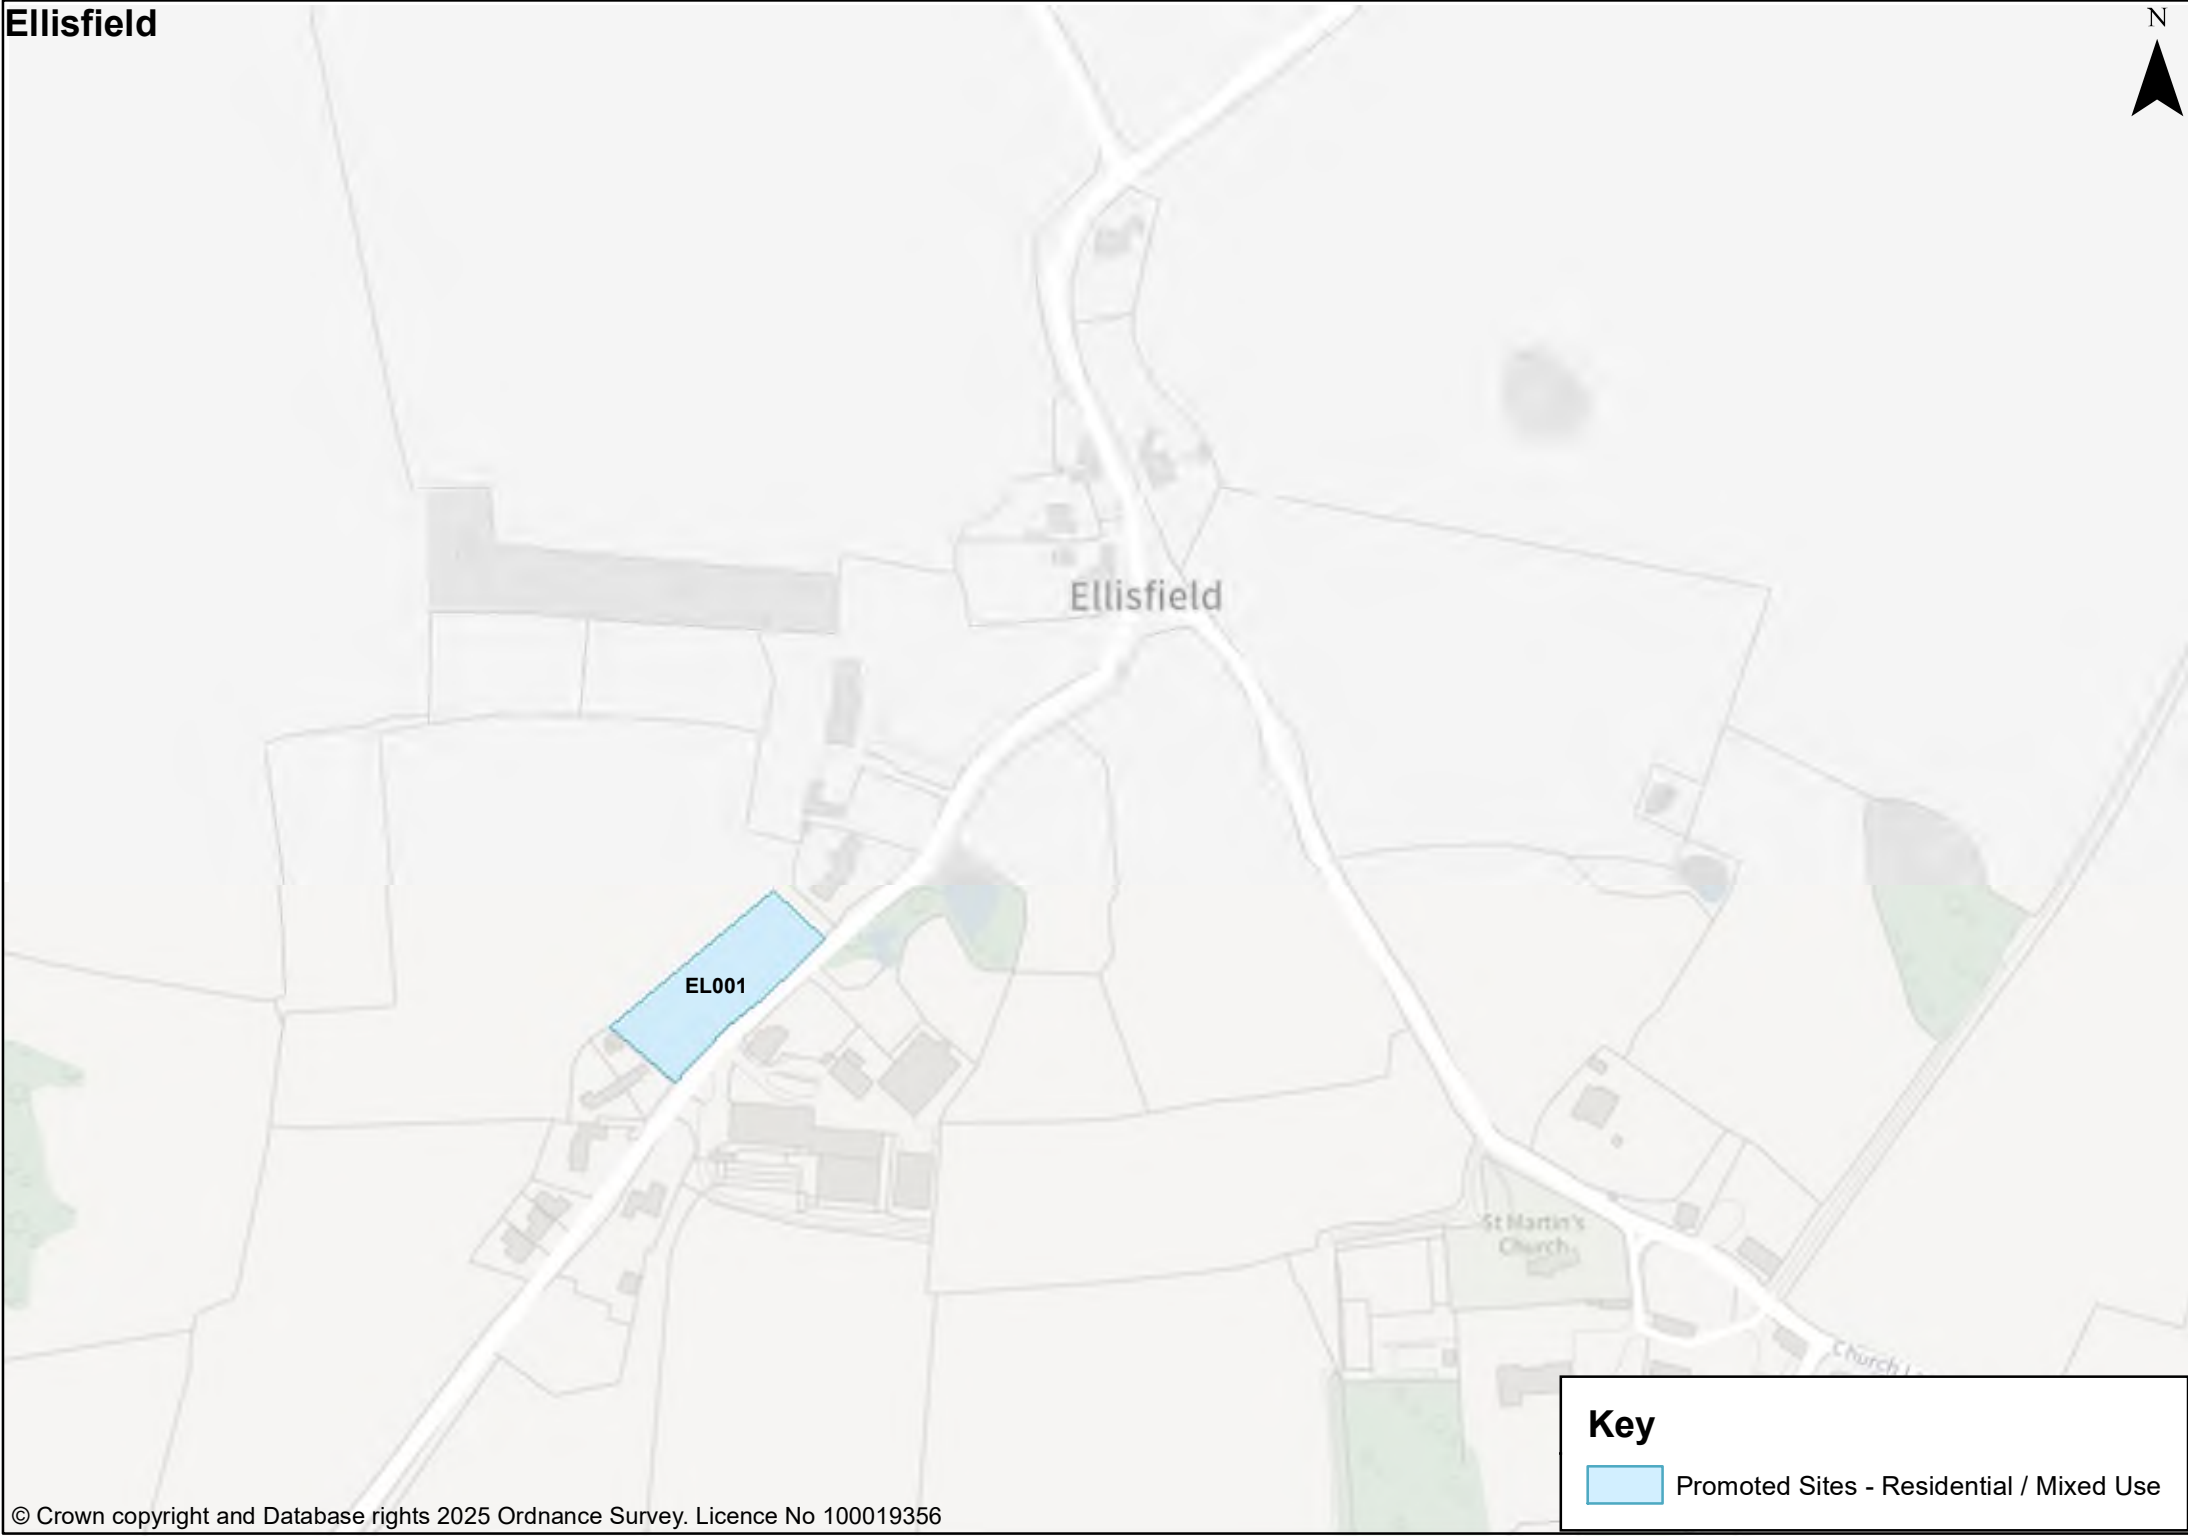 Ellisfield
N
Ellisfield
EL001
St Martin's
Church
Church L
Key
Promoted Sites - Residential / Mixed Use
© Crown copyright and Database rights 2025 Ordnance Survey. Licence No 100019356